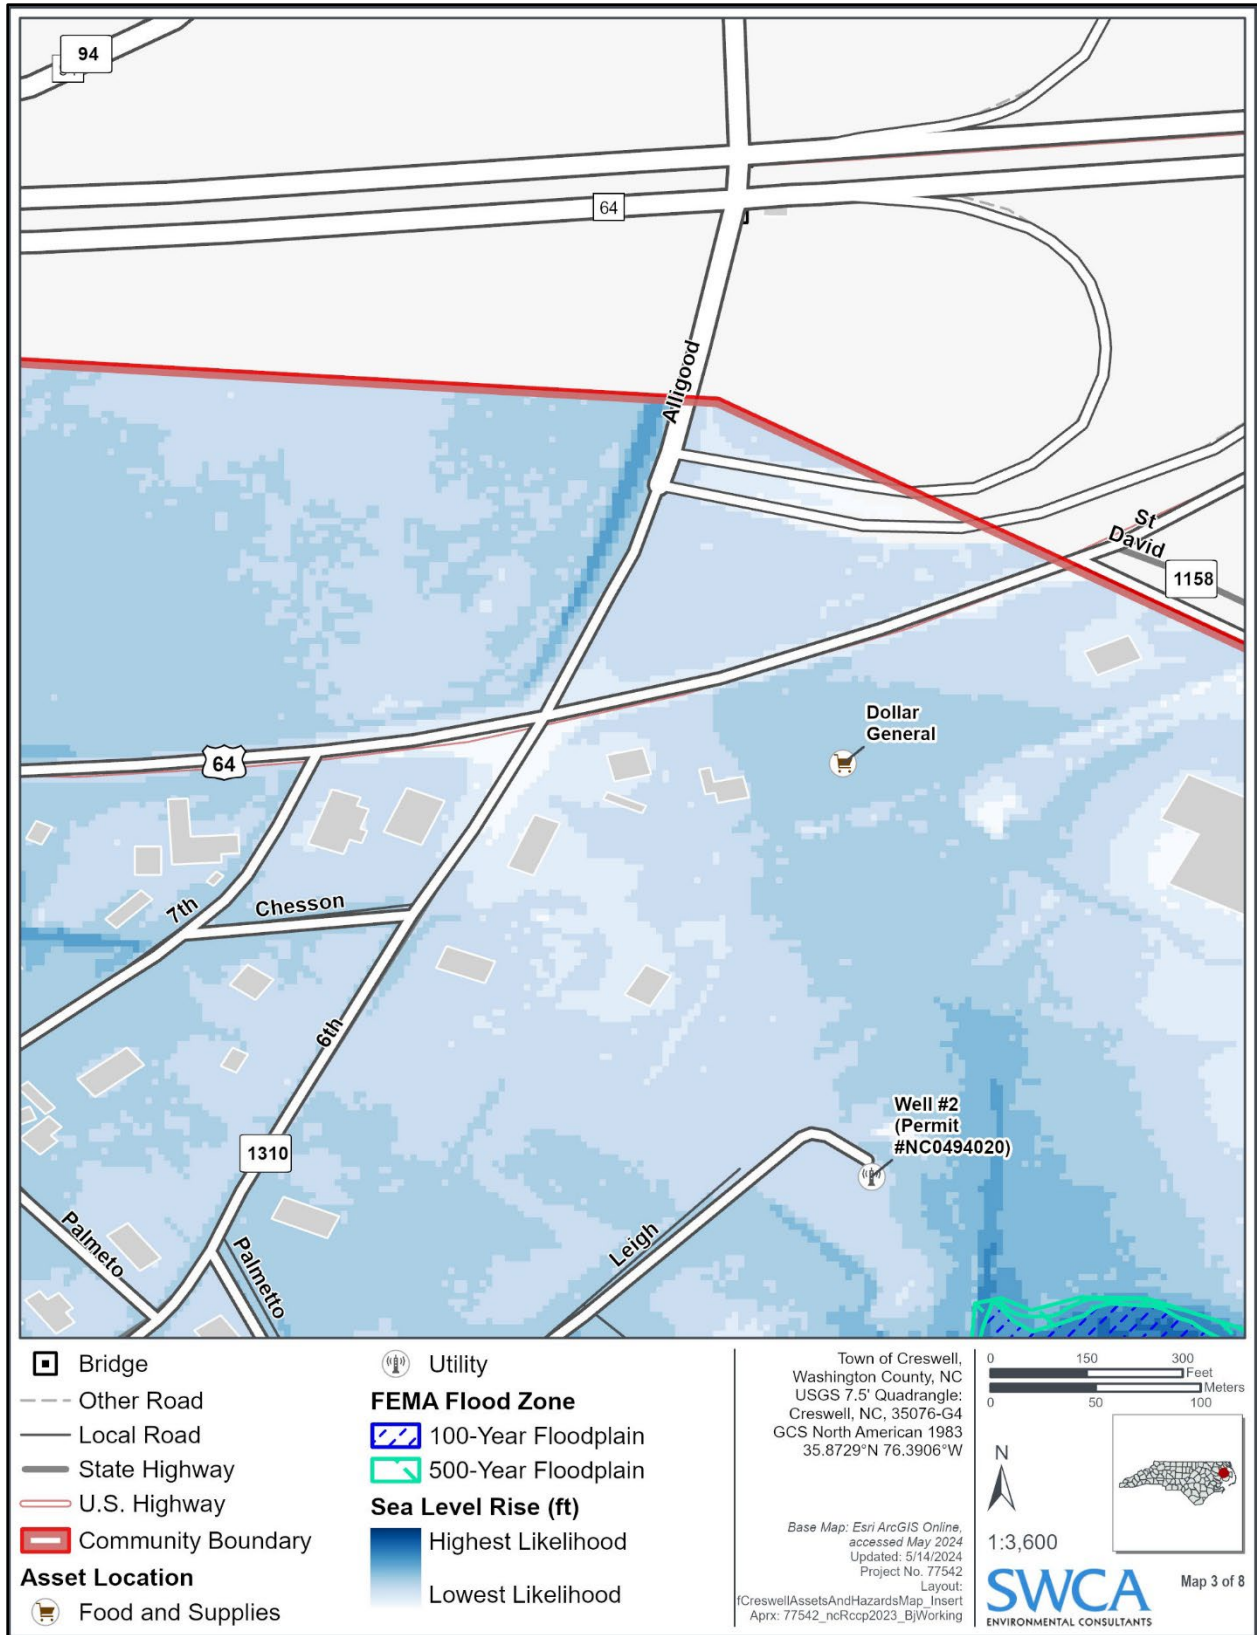 94
64
Alligood
St
David
1158
Dollar
General
64
7th
Chesson
6th
Well #2
(Permit
#NC0494020)
1310
Leigh
Palmeto
Palmetto
Bridge
Other Road
Local Road
State Highway
U.S. Highway
Community Boundary
Asset Location
Food and Supplies
Utility
FEMA Flood Zone
100-Year Floodplain
500-Year Floodplain
Sea Level Rise (ft)
Highest Likelihood
Lowest Likelihood
Town of Creswell,
Washington County, NC
USGS 7.5' Quadrangle:
Creswell, NC, 35076-G4
GCS North American 1983
35.8729°N 76.3906°W
Base Map: Esri ArcGIS Online,
accessed May 2024
Updated: 5/14/2024
Project No. 77542
Layout:
fCreswellAssetsAndHazardsMap_Insert
Aprx: 77542_ncRccp2023_BjWorking
0 150 300
Feet
Meters
0 50 100
N
1:3,600
SWCA
ENVIRONMENTAL CONSULTANTS
Map 3 of 8